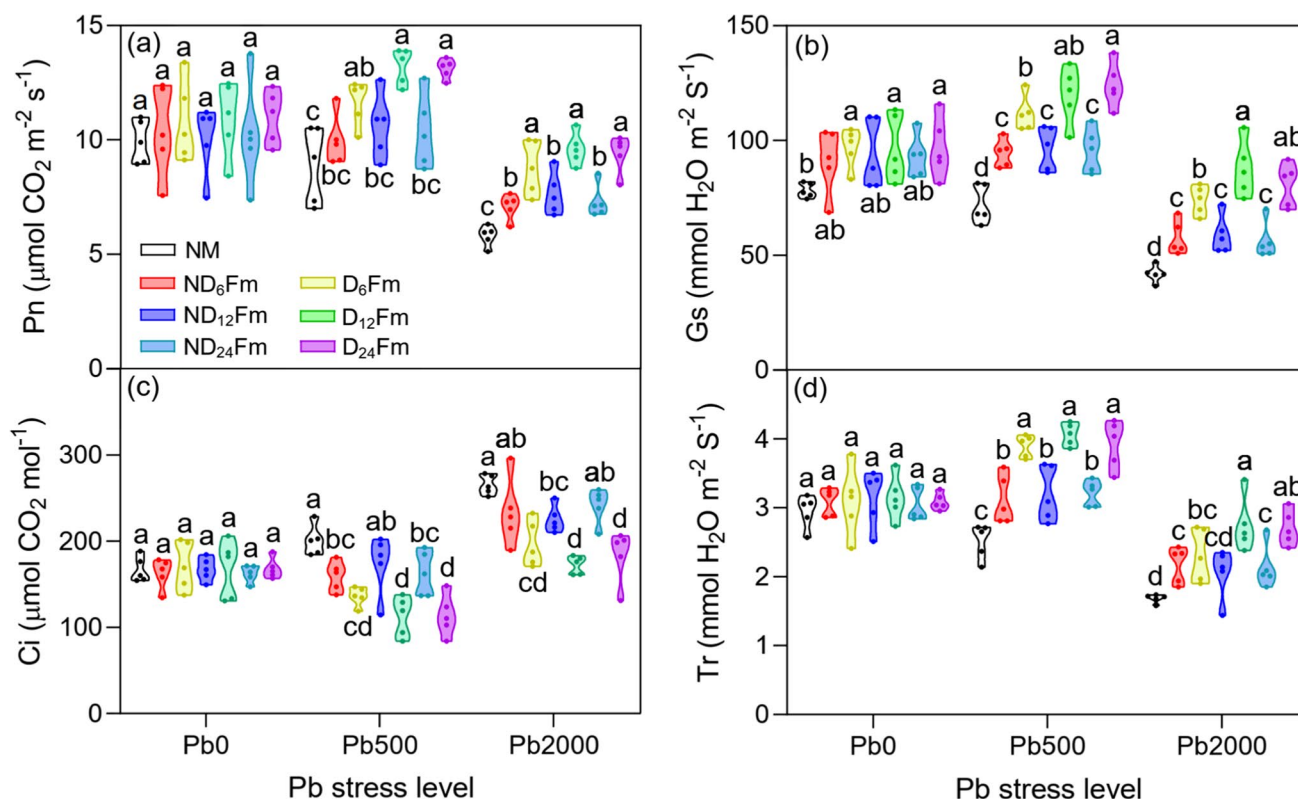 (a)
Pn (μmol CO₂ m⁻² s⁻¹)
15
10
5
0
a a a a a a
a
c bc ab bc a bc a
c b a b a b a
NM
ND₆Fm D₆Fm
ND₁₂Fm D₁₂Fm
ND₂₄Fm D₂₄Fm
(b)
Gs (mmol H₂O m⁻² S⁻¹)
150
100
50
0
b ab a ab a ab a
d c b c ab c a
d c b c a c ab
(c)
Ci (μmol CO₂ mol⁻¹)
300
200
100
0
a a a a a a a
a bc cd ab d bc d
a ab cd bc d ab d
Pb0 Pb500 Pb2000
Pb stress level
(d)
Tr (mmol H₂O m⁻² S⁻¹)
4
3
2
1
0
a a a a a a a
c b a b a b a
d c bc cd a c ab
Pb0 Pb500 Pb2000
Pb stress level